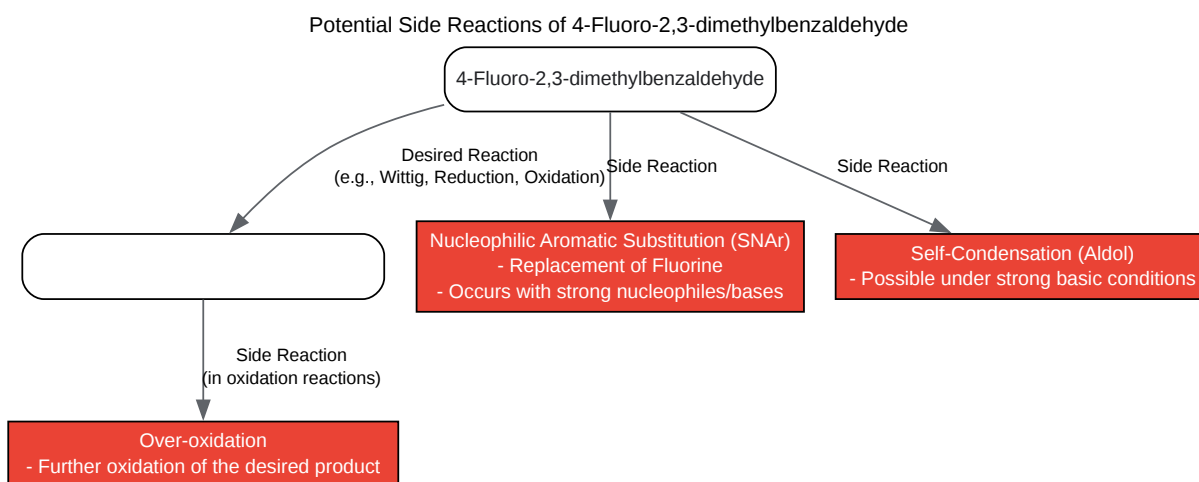 Potential Side Reactions of 4-Fluoro-2,3-dimethylbenzaldehyde
4-Fluoro-2,3-dimethylbenzaldehyde
Desired Reaction
(e.g., Wittig, Reduction, Oxidation)
Side Reaction
Side Reaction
Nucleophilic Aromatic Substitution (SNAr)
- Replacement of Fluorine
- Occurs with strong nucleophiles/bases
Self-Condensation (Aldol)
- Possible under strong basic conditions
Side Reaction
(in oxidation reactions)
Over-oxidation
- Further oxidation of the desired product